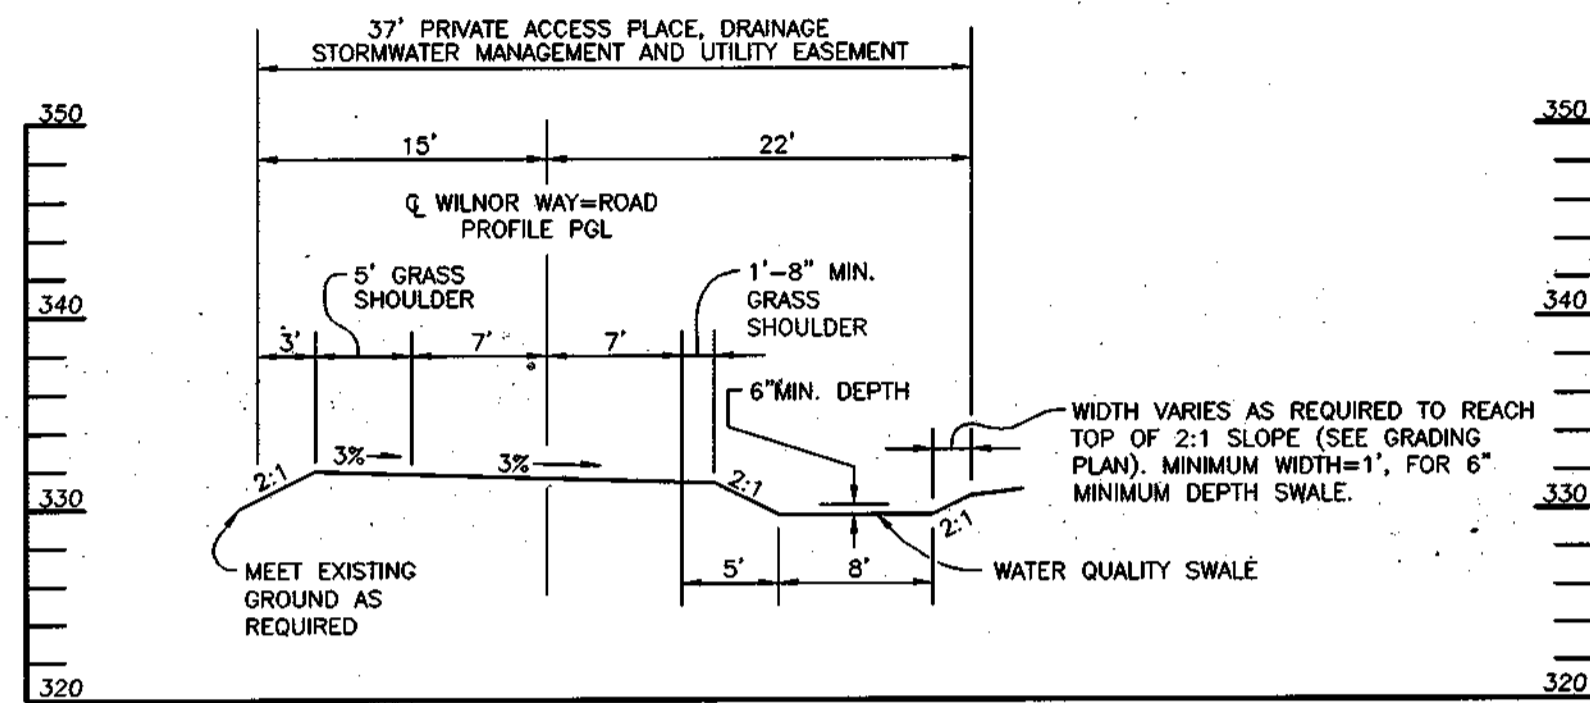 37' PRIVATE ACCESS PLACE, DRAINAGE
STORMWATER MANAGEMENT AND UTILITY EASEMENT
350
350
15'
22'
℄ WILNOR WAY=ROAD
PROFILE PGL
5' GRASS
SHOULDER
1'-8" MIN.
GRASS
SHOULDER
340
340
3'
7'
7'
6"MIN. DEPTH
WIDTH VARIES AS REQUIRED TO REACH
TOP OF 2:1 SLOPE (SEE GRADING
PLAN). MINIMUM WIDTH=1', FOR 6"
MINIMUM DEPTH SWALE.
2:1
3%
3%
2:1
2:1
330
330
MEET EXISTING
GROUND AS
REQUIRED
5'
8'
WATER QUALITY SWALE
320
320